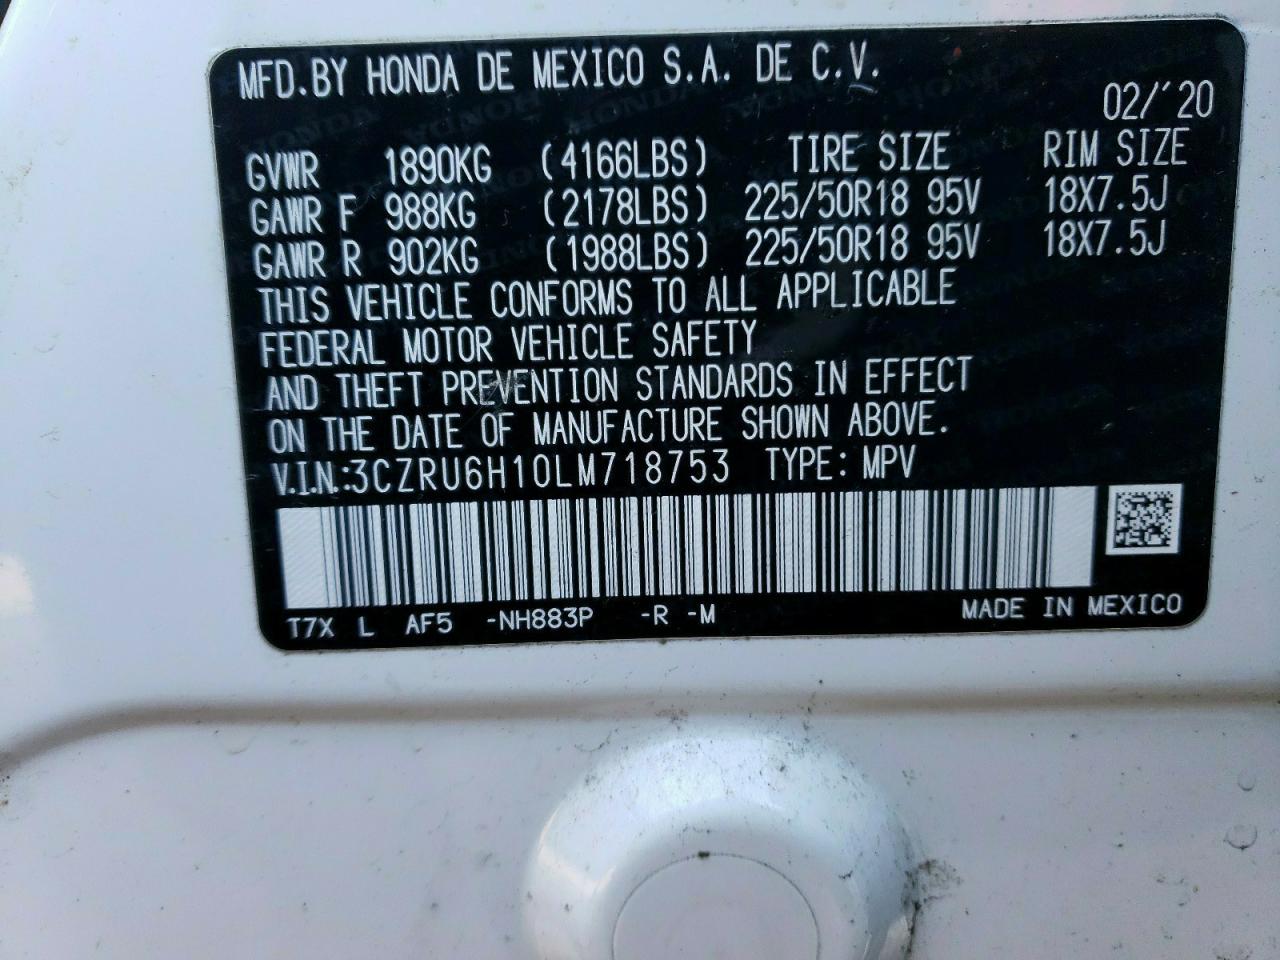 MFD.BY HONDA DE MEXICO S.A. DE C.V.
02/'20
GVWR 1890KG (4166LBS) TIRE SIZE RIM SIZE
GAWR F 988KG (2178LBS) 225/50R18 95V 18X7.5J
GAWR R 902KG (1988LBS) 225/50R18 95V 18X7.5J
THIS VEHICLE CONFORMS TO ALL APPLICABLE
FEDERAL MOTOR VEHICLE SAFETY
AND THEFT PREVENTION STANDARDS IN EFFECT
ON THE DATE OF MANUFACTURE SHOWN ABOVE.
V.I.N.:3CZRU6H10LM718753 TYPE: MPV
T7X L AF5 -NH883P -R -M MADE IN MEXICO